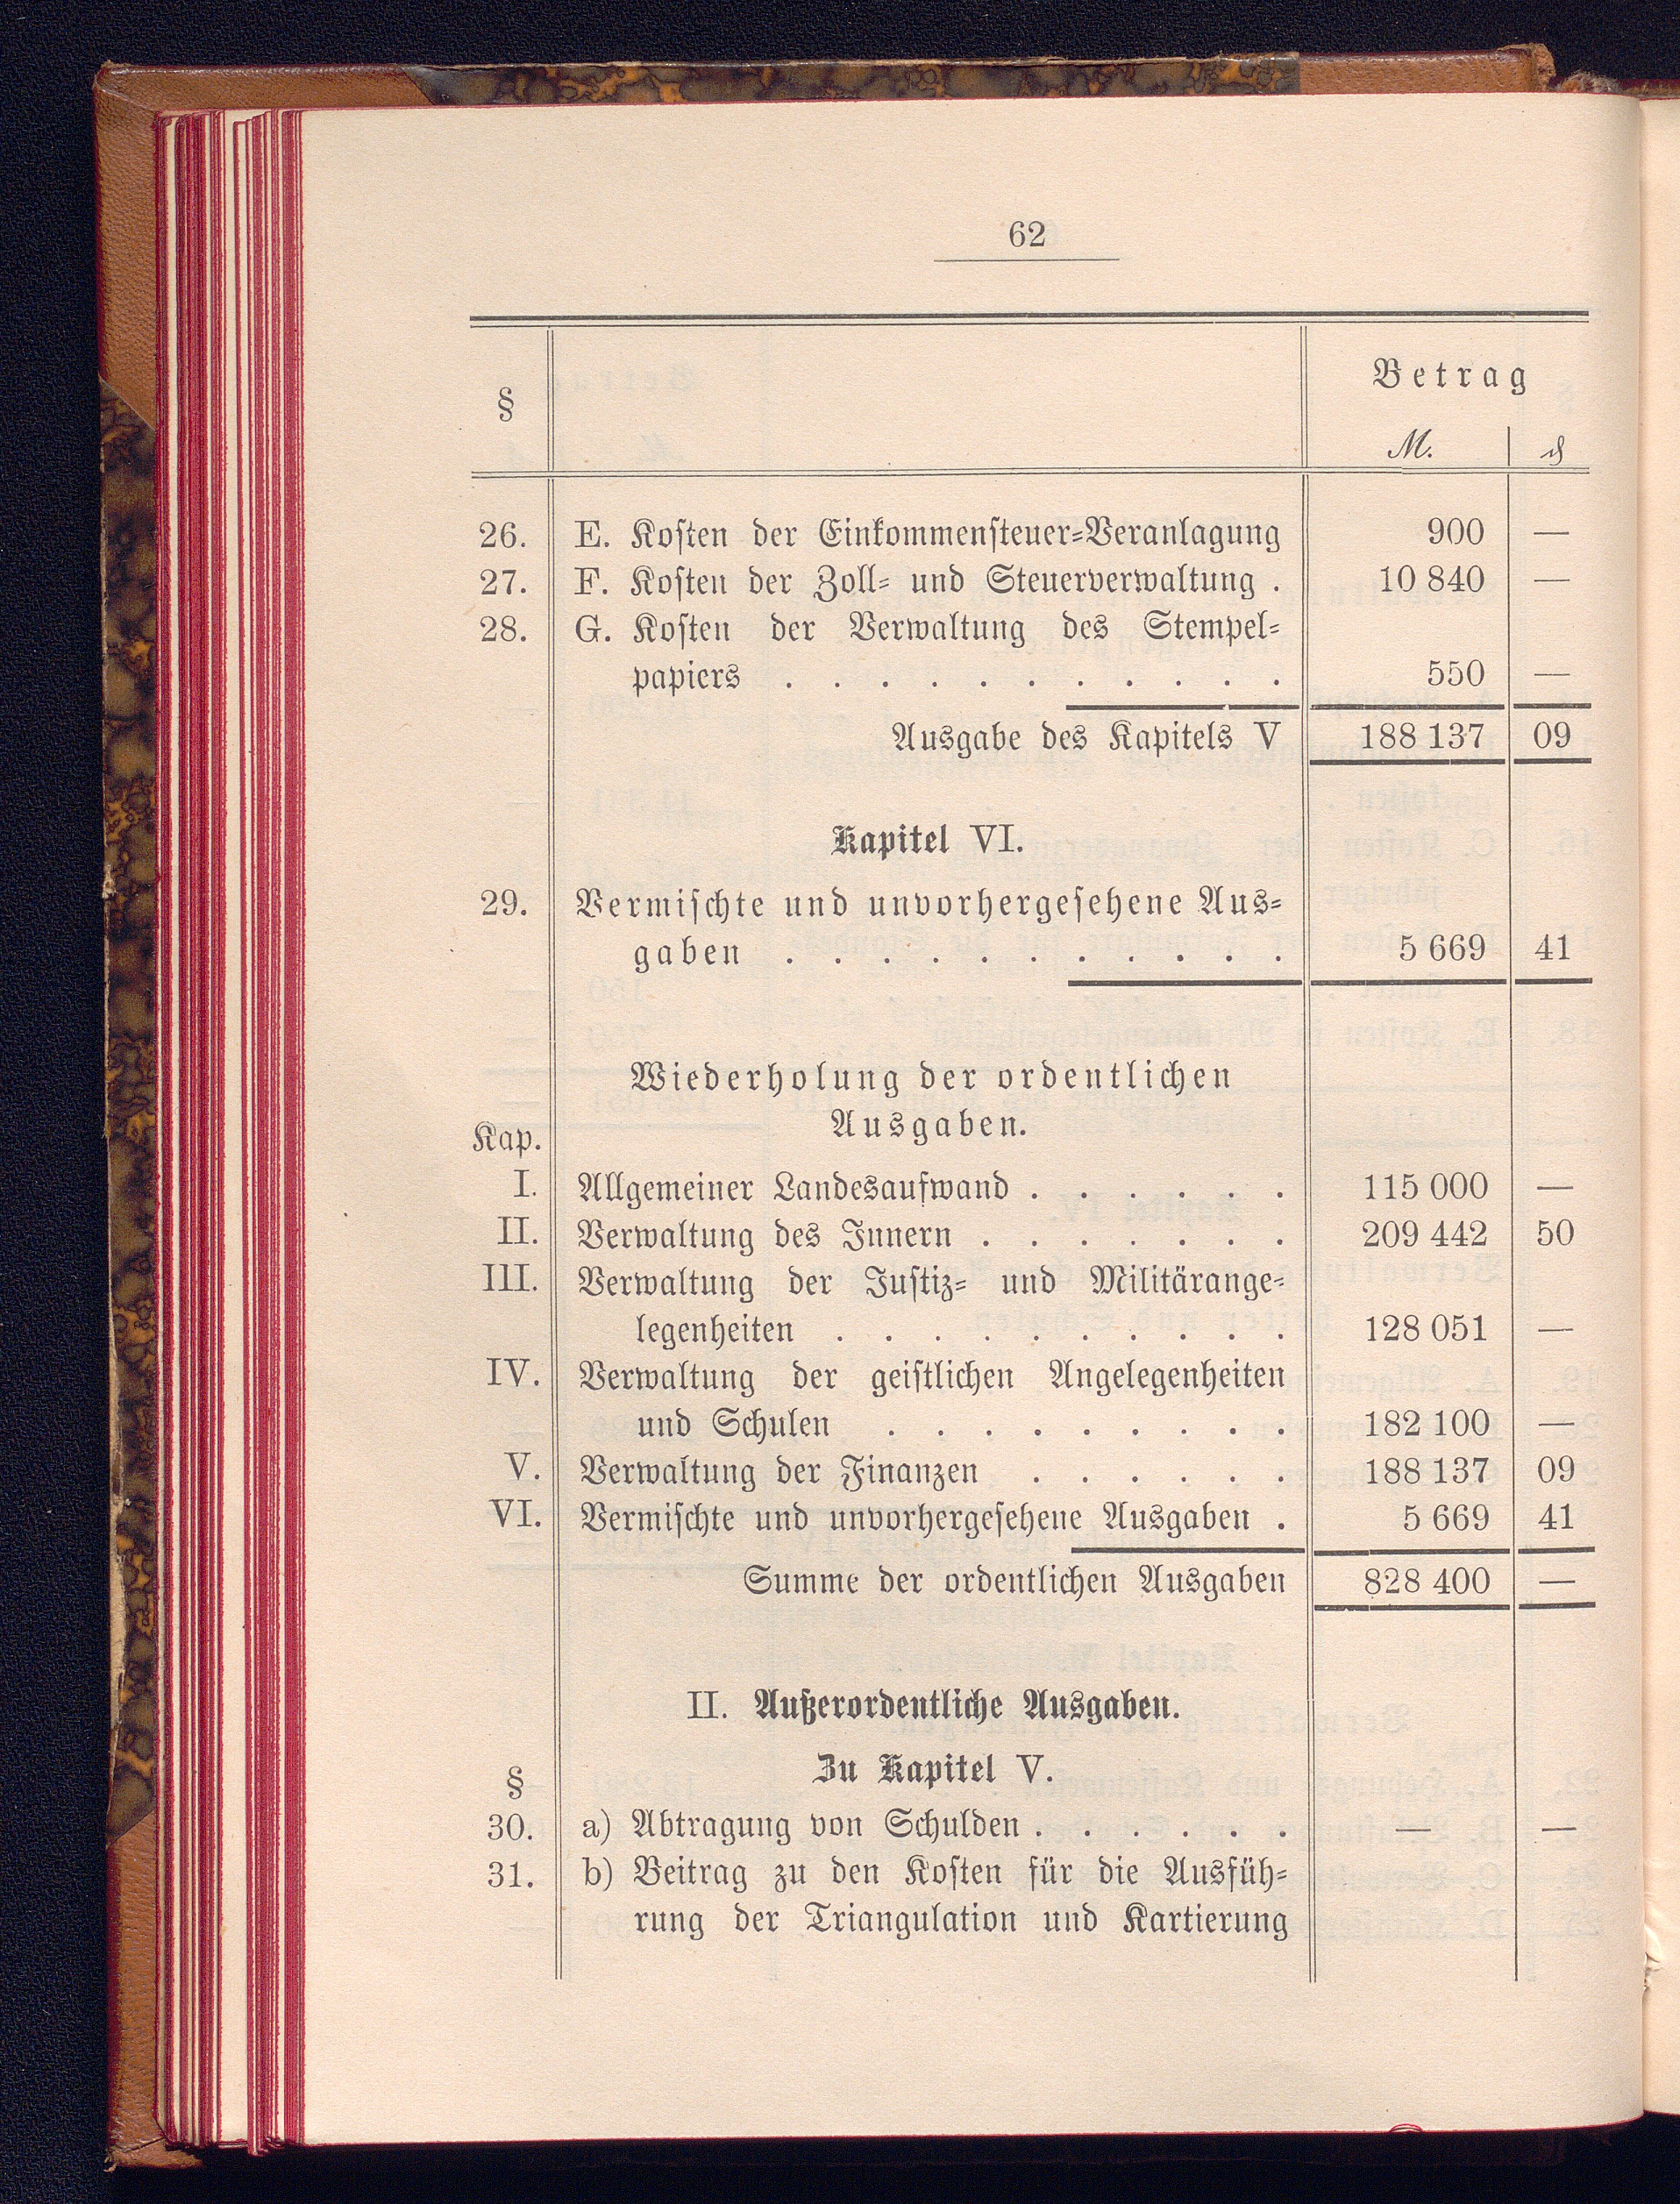 62
§ Betrag
M. ₰
26. E. Kosten der Einkommensteuer-Veranlagung 900 —
27. F. Kosten der Zoll- und Steuerverwaltung . 10 840 —
28. G. Kosten der Verwaltung des Stempel-
papiers . . . . . . . . . . . 550 —
Ausgabe des Kapitels V 188 137 09
Kapitel VI.
29. Vermischte und unvorhergesehene Aus-
gaben . . . . . . . . . . . 5 669 41
Wiederholung der ordentlichen
Ausgaben.
Kap.
I. Allgemeiner Landesaufwand . . . . . . 115 000 —
II. Verwaltung des Innern . . . . . . . 209 442 50
III. Verwaltung der Justiz- und Militärange-
legenheiten . . . . . . . . . . 128 051 —
IV. Verwaltung der geistlichen Angelegenheiten
und Schulen . . . . . . . . . 182 100 —
V. Verwaltung der Finanzen . . . . . . 188 137 09
VI. Vermischte und unvorhergesehene Ausgaben . 5 669 41
Summe der ordentlichen Ausgaben 828 400 —
II. Außerordentliche Ausgaben.
Zu Kapitel V.
§
30. a) Abtragung von Schulden . . . . . . — —
31. b) Beitrag zu den Kosten für die Ausfüh-
rung der Triangulation und Kartierung